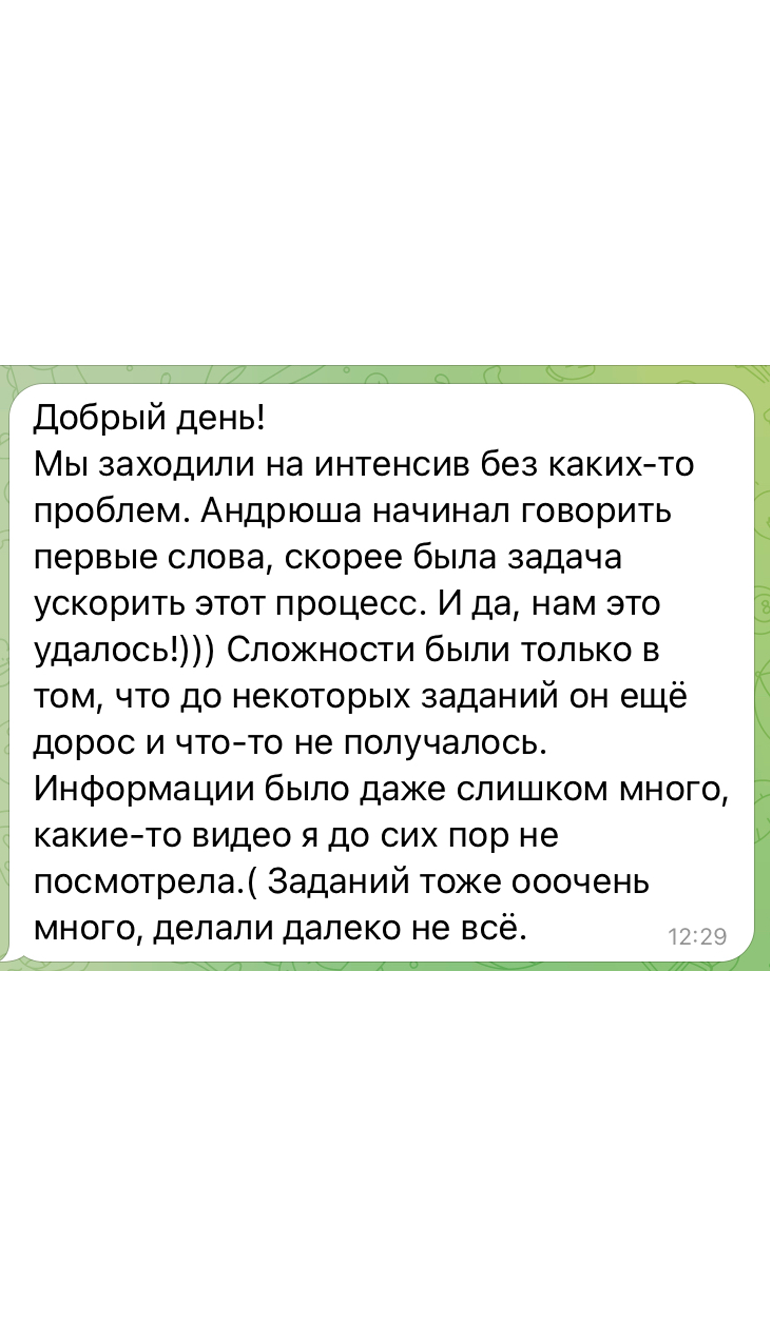 Добрый день!
Мы заходили на интенсив без каких-то
проблем. Андрюша начинал говорить
первые слова, скорее была задача
ускорить этот процесс. И да, нам это
удалось!))) Сложности были только в
том, что до некоторых заданий он ещё
дорос и что-то не получалось.
Информации было даже слишком много,
какие-то видео я до сих пор не
посмотрела.( Заданий тоже ооочень
много, делали далеко не всё.
12:29